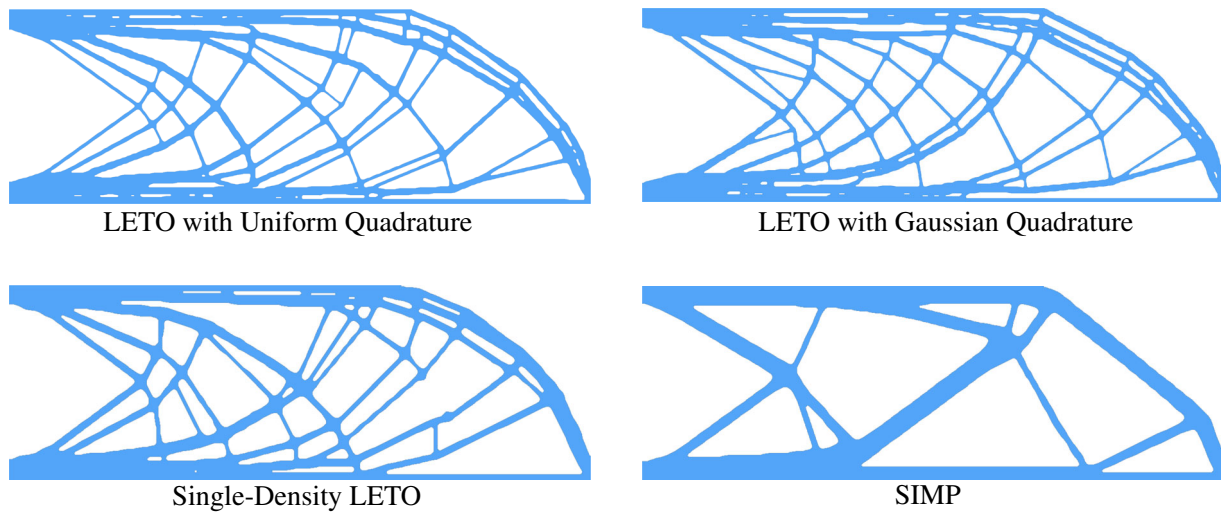 LETO with Uniform Quadrature
LETO with Gaussian Quadrature
Single-Density LETO
SIMP